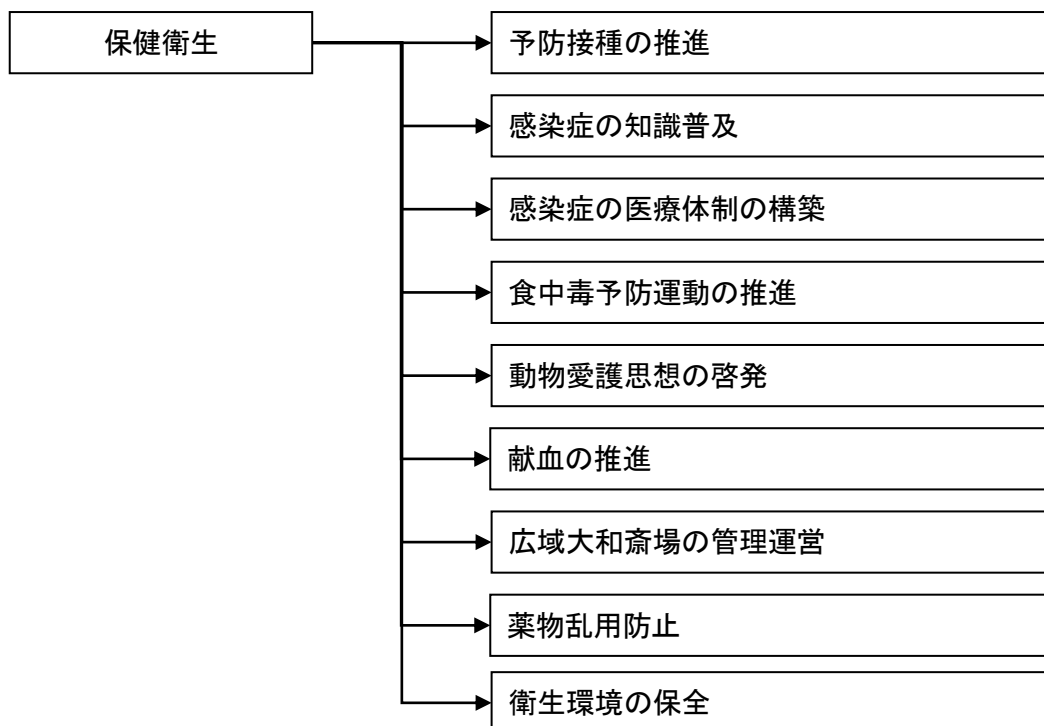 保健衛生
予防接種の推進
感染症の知識普及
感染症の医療体制の構築
食中毒予防運動の推進
動物愛護思想の啓発
献血の推進
広域大和斎場の管理運営
薬物乱用防止
衛生環境の保全